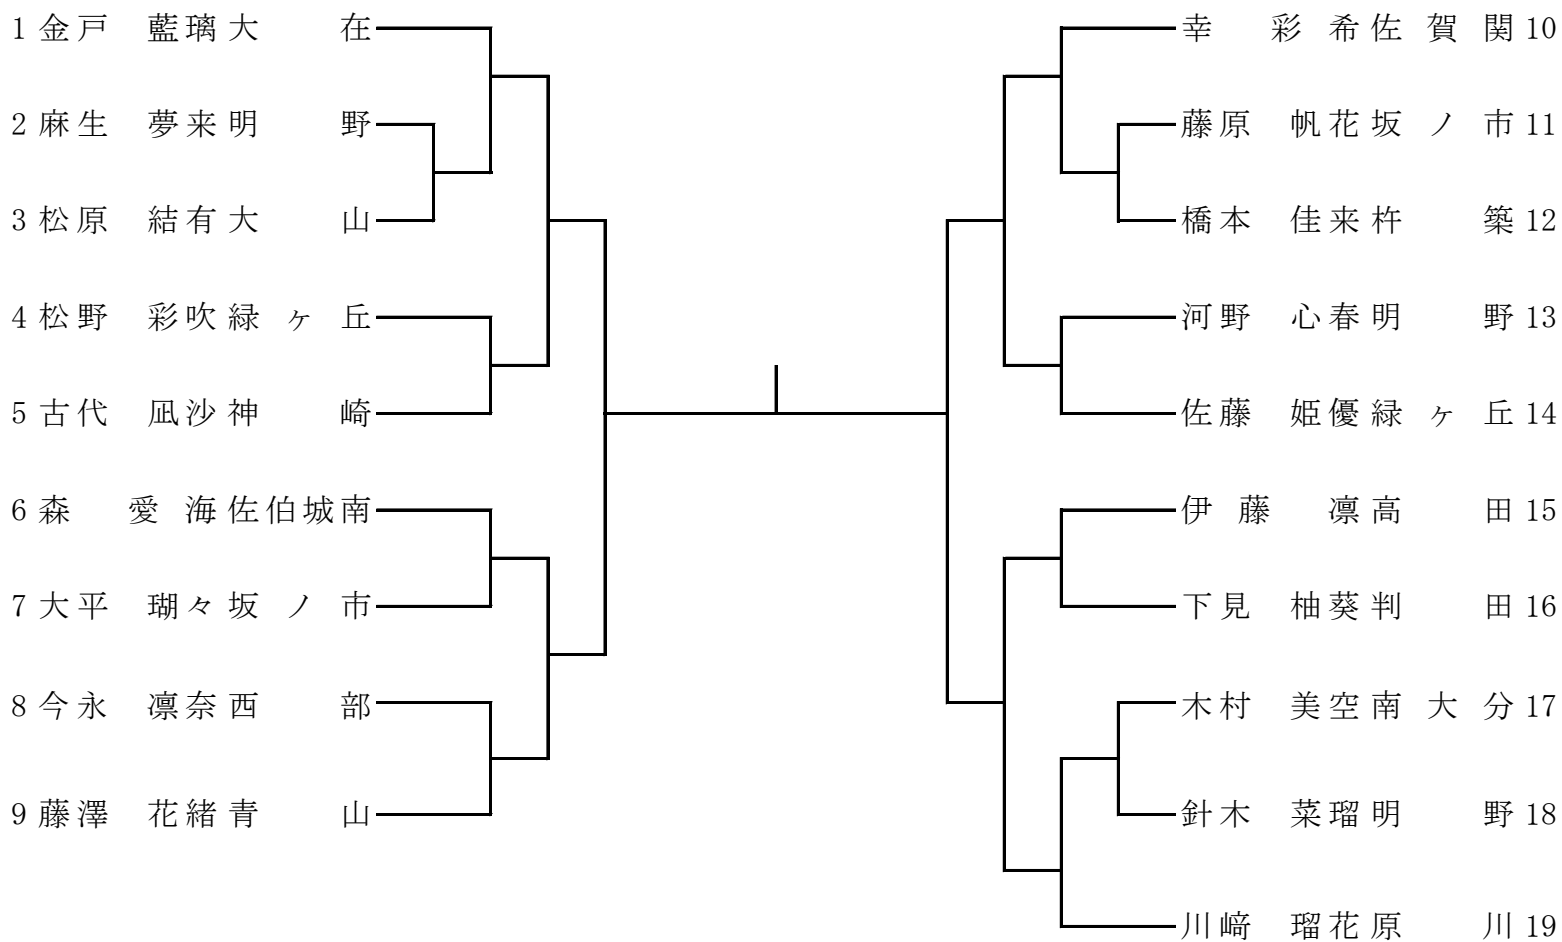 1 金戸 藍璃 大在
2 麻生 夢来 明野
3 松原 結有 大山
4 松野 彩吹 緑ヶ丘
5 古代 凪沙 神崎
6 森 愛海 佐伯城南
7 大平 瑚々 坂ノ市
8 今永 凛奈 西部
9 藤澤 花緒 青山
幸 彩希 佐賀関 10
藤原 帆花 坂ノ市 11
橋本 佳来 杵築 12
河野 心春 明野 13
佐藤 姫優 緑ヶ丘 14
伊藤 凛 高田 15
下見 柚葵 判田 16
木村 美空 南大分 17
針木 菜瑠 明野 18
川﨑 瑠花 原川 19